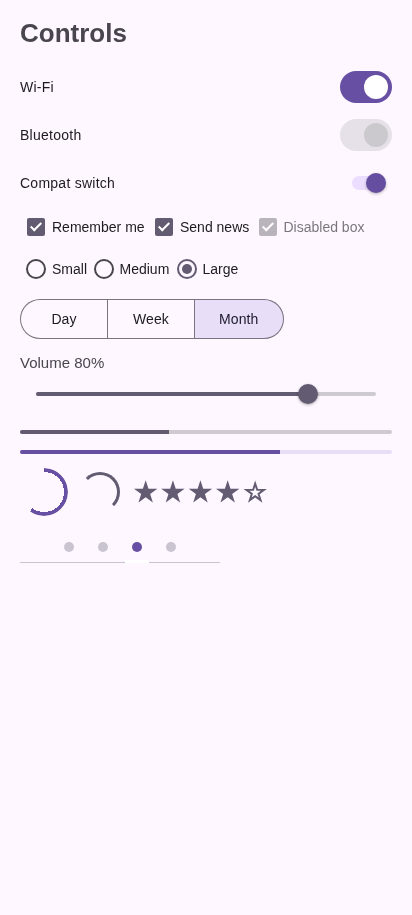 Controls
Wi-Fi
Bluetooth
Compat switch
Remember me Send news Disabled box
Small Medium Large
Day Week Month
Volume 80%